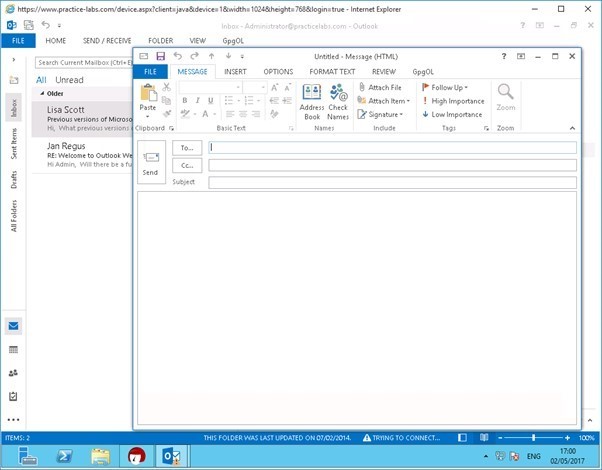 https://www.practice-labs.com/device.aspx?client=java&device=1&width=1024&height=768&login=true - Internet Explorer
Inbox - Administrator@practicelabs.com - Outlook
FILE HOME SEND / RECEIVE FOLDER VIEW GpgOL
Search Current Mailbox (Ctrl+E
All Unread
Older
Lisa Scott
Previous versions of Microso
Hi, What previous versions
Jan Regus
RE: Welcome to Outlook We
Hi Admin, Will there be a fu
Inbox
Sent Items
Drafts
All Folders
Untitled - Message (HTML)
FILE MESSAGE INSERT OPTIONS FORMAT TEXT REVIEW GpgOL
Paste
Clipboard
B I U
Basic Text
Address Book
Check Names
Names
Attach File
Attach Item
Signature
Include
Follow Up
High Importance
Low Importance
Tags
Zoom
Zoom
Send
To...
Cc...
Subject
ITEMS: 2 THIS FOLDER WAS LAST UPDATED ON 07/02/2014. TRYING TO CONNECT... 100%
ENG
17:00
02/05/2017